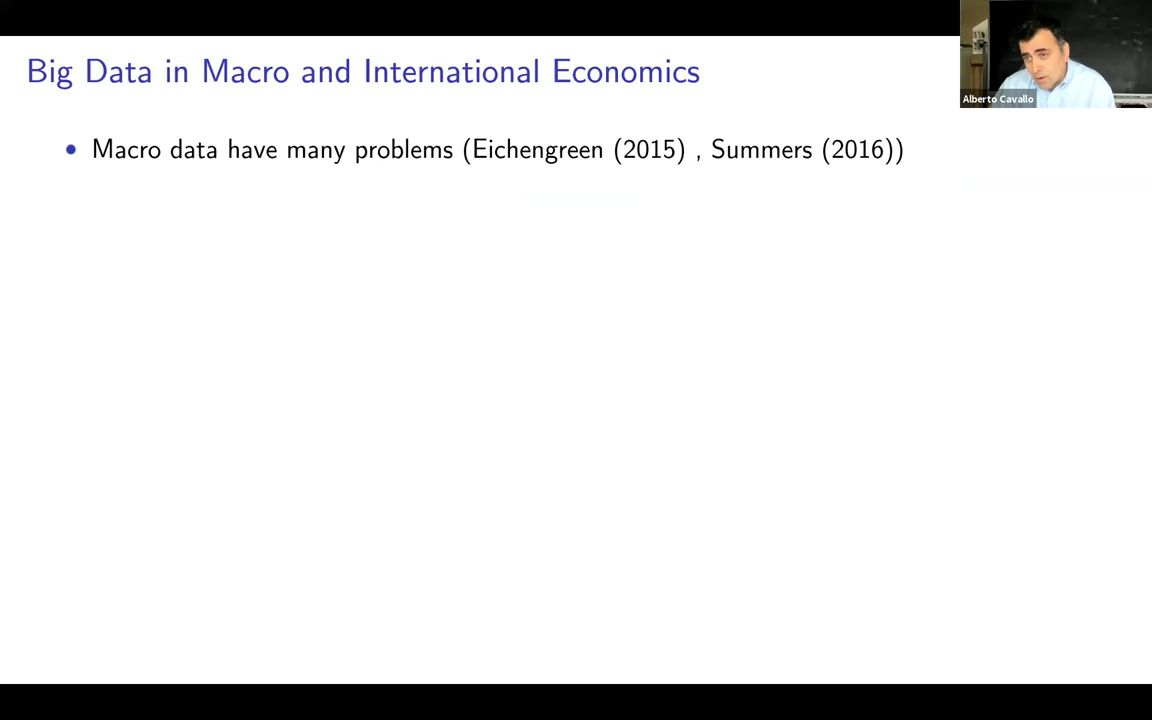 Big Data in Macro and International Economics
Alberto Cavallo
• Macro data have many problems (Eichengreen (2015) , Summers (2016))